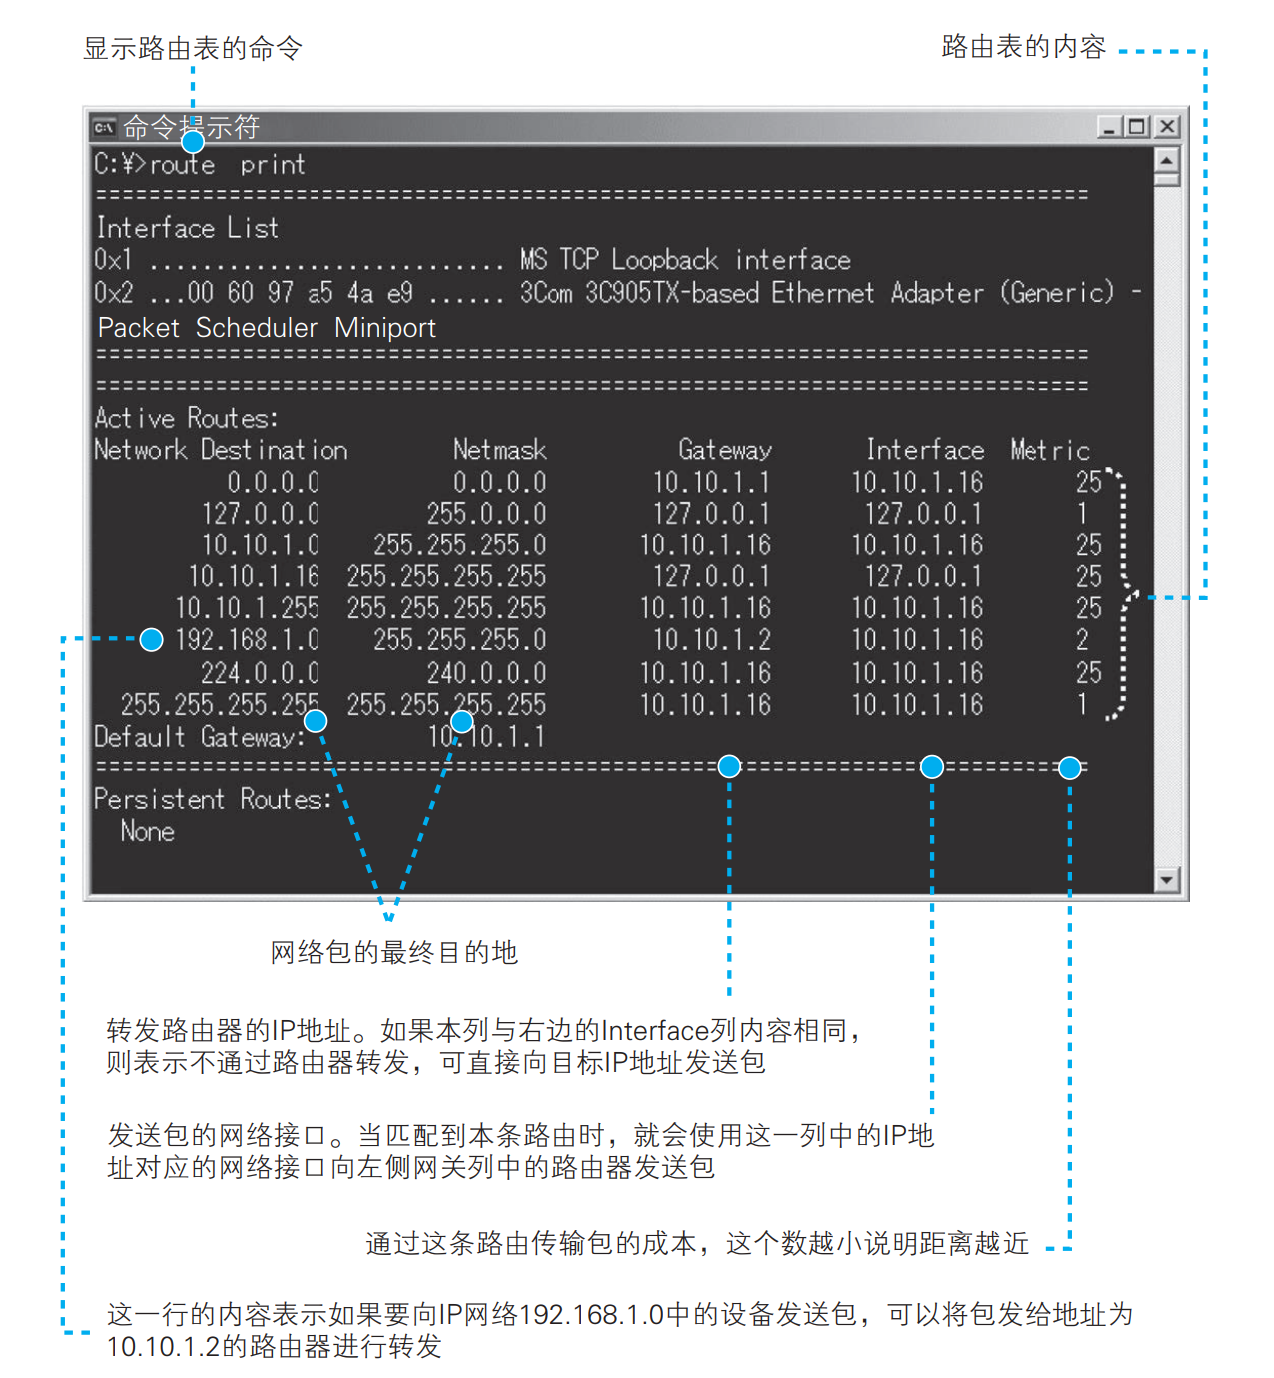 显示路由表的命令
路由表的内容
命令提示符
C:¥>route print
================================================================================
Interface List
0x1 ........................... MS TCP Loopback interface
0x2 ...00 60 97 a5 4a e9 ...... 3Com 3C905TX-based Ethernet Adapter (Generic) -
Packet Scheduler Miniport
================================================================================
================================================================================
Active Routes:
Network Destination Netmask Gateway Interface Metric
0.0.0.0 0.0.0.0 10.10.1.1 10.10.1.16 25
127.0.0.0 255.0.0.0 127.0.0.1 127.0.0.1 1
10.10.1.0 255.255.255.0 10.10.1.16 10.10.1.16 25
10.10.1.16 255.255.255.255 127.0.0.1 127.0.0.1 25
10.10.1.255 255.255.255.255 10.10.1.16 10.10.1.16 25
192.168.1.0 255.255.255.0 10.10.1.2 10.10.1.16 2
224.0.0.0 240.0.0.0 10.10.1.16 10.10.1.16 25
255.255.255.255 255.255.255.255 10.10.1.16 10.10.1.16 1
Default Gateway: 10.10.1.1
================================================================================
Persistent Routes:
None
网络包的最终目的地
转发路由器的IP地址。如果本列与右边的Interface列内容相同，
则表示不通过路由器转发，可直接向目标IP地址发送包
发送包的网络接口。当匹配到本条路由时，就会使用这一列中的IP地
址对应的网络接口向左侧网关列中的路由器发送包
通过这条路由传输包的成本，这个数越小说明距离越近
这一行的内容表示如果要向IP网络192.168.1.0中的设备发送包，可以将包发给地址为
10.10.1.2的路由器进行转发